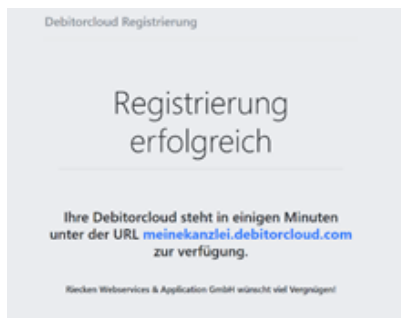 Debitorcloud Registrierung
Registrierung
erfolgreich
Ihre Debitorcloud steht in einigen Minuten
unter der URL meinekanzlei.debitorcloud.com
zur verfügung.
Riecken Webservices & Application GmbH wünscht viel Vergnügen!